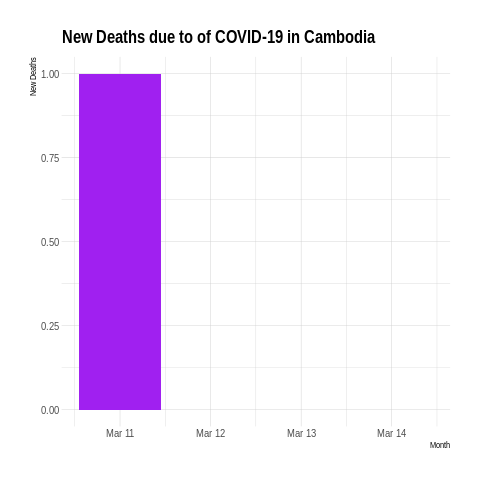 New Deaths due to of COVID-19 in Cambodia
New Deaths
1.00
0.75
0.50
0.25
0.00
Mar 11 Mar 12 Mar 13 Mar 14
Month